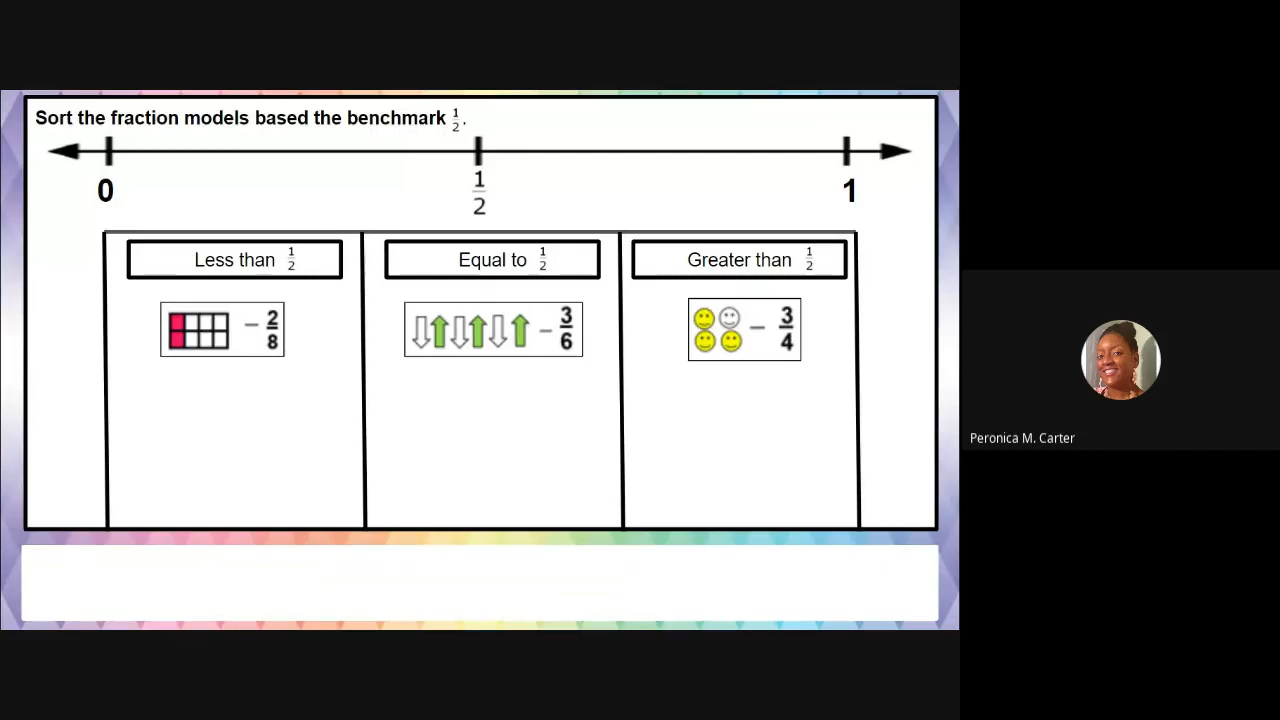 Sort the fraction models based the benchmark 1/2.
0
1/2
1
Less than 1/2
Equal to 1/2
Greater than 1/2
– 2/8
– 3/6
– 3/4
Peronica M. Carter